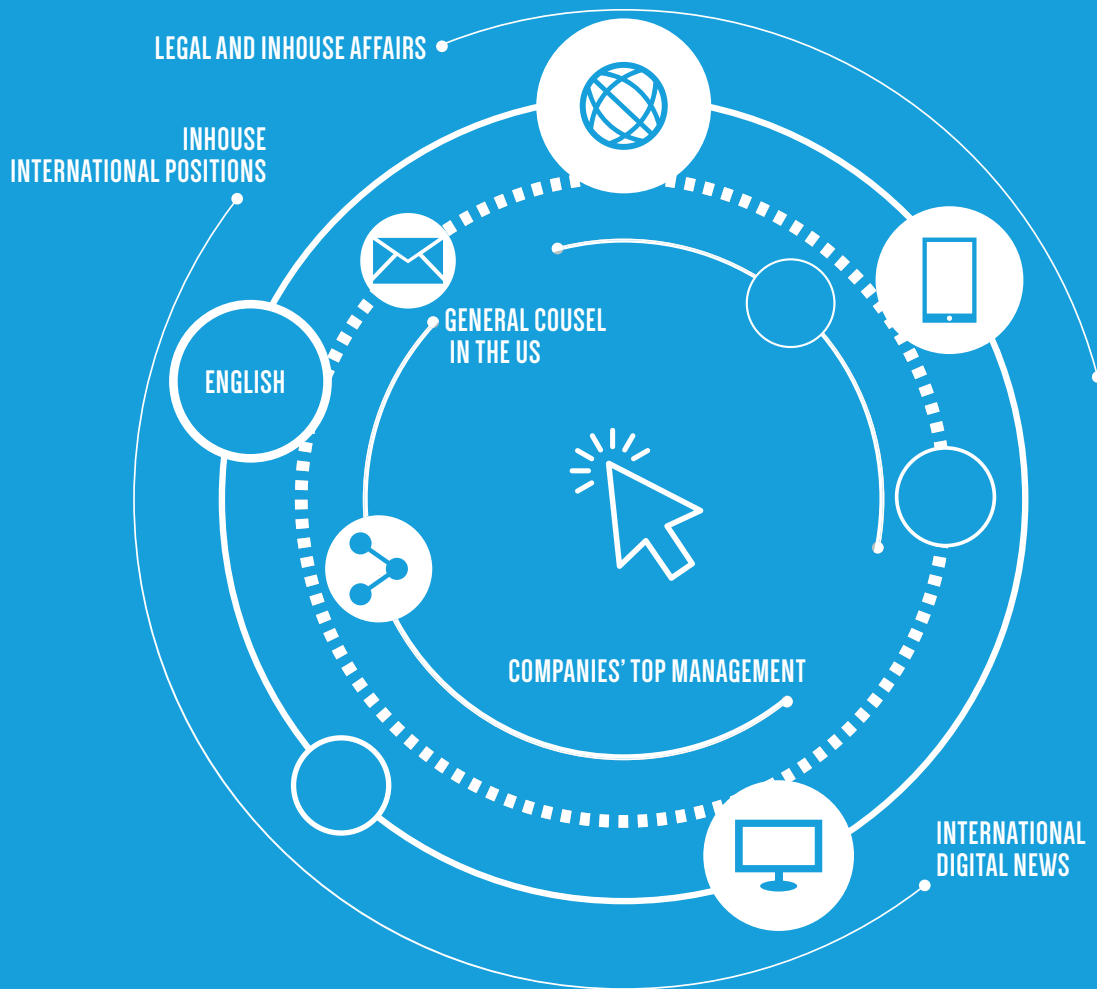 LEGAL AND INHOUSE AFFAIRS
INHOUSE
INTERNATIONAL POSITIONS
GENERAL COUSEL
IN THE US
ENGLISH
COMPANIES' TOP MANAGEMENT
INTERNATIONAL
DIGITAL NEWS